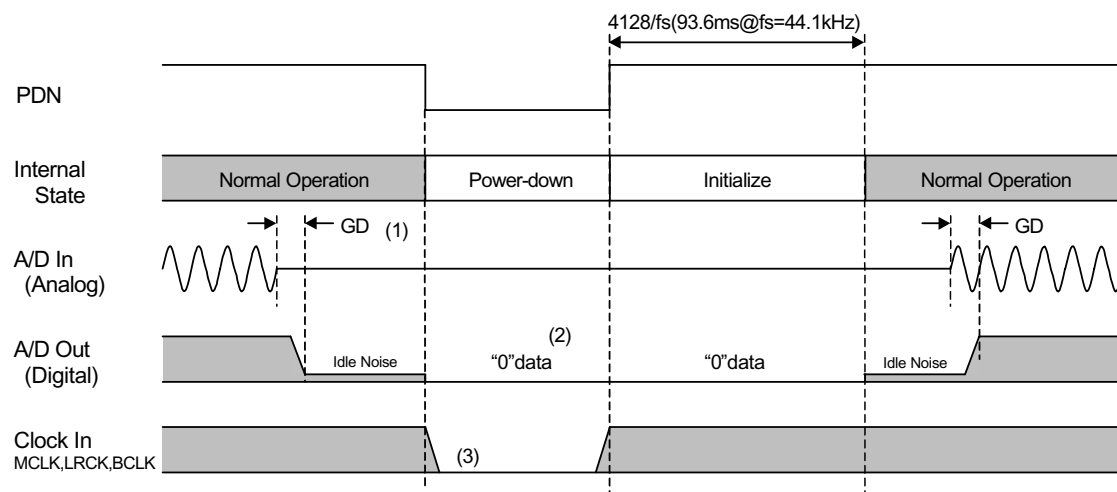 4128/fs(93.6ms@fs=44.1kHz)
PDN
Internal
State
Normal Operation
Power-down
Initialize
Normal Operation
GD
(1)
GD
A/D In
(Analog)
A/D Out
(Digital)
Idle Noise
(2)
“0”data
“0”data
Idle Noise
Clock In
MCLK,LRCK,BCLK
(3)